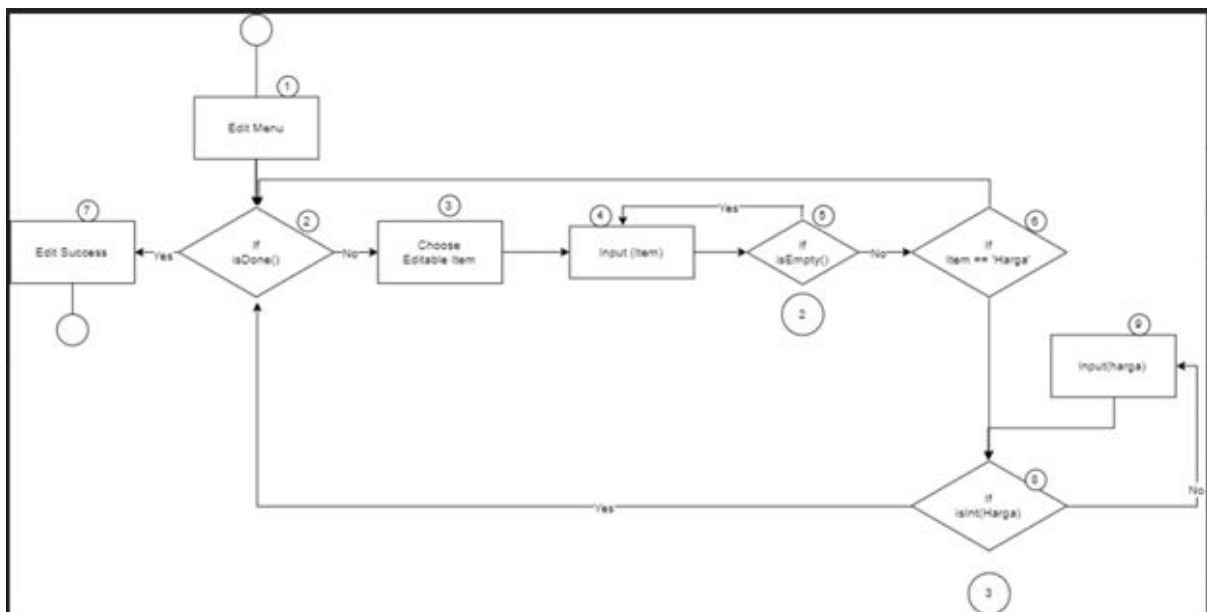 1
Edit Menu
7
Edit Success
Yes
2
If
isDone()
No
3
Choose
Editable Item
4
Input (Item)
Yes
5
If
isEmpty()
2
No
6
If
Item == 'Harga'
9
Input(harga)
No
8
If
isInt(Harga)
Yes
3